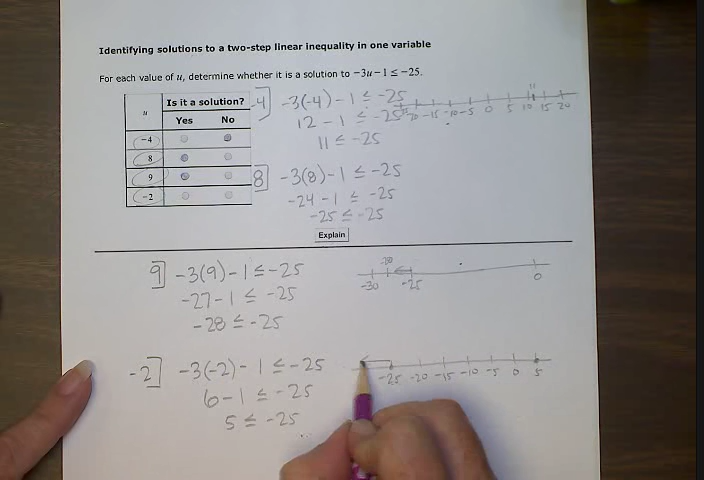 Identifying solutions to a two-step linear inequality in one variable
For each value of u, determine whether it is a solution to −3u−1 ≤ −25.
u Is it a solution?
Yes No
−4
8
9
−2
-4] -3(-4) - 1 ≤ -25
12 - 1 ≤ -25
11 ≤ -25
-20 -15 -10 -5 0 5 10 15 20
11
8] -3(8) - 1 ≤ -25
-24 - 1 ≤ -25
-25 ≤ -25
Explain
9] -3(9) - 1 ≤ -25
-27 - 1 ≤ -25
-28 ≤ -25
-28
-30 -25 0
-2] -3(-2) - 1 ≤ -25
6 - 1 ≤ -25
5 ≤ -25
-25 -20 -15 -10 -5 0 5